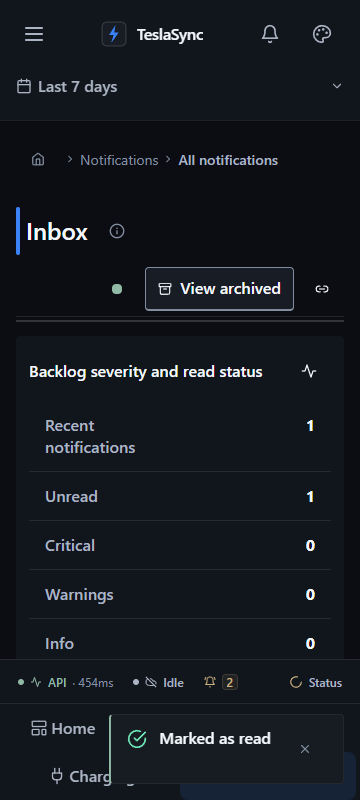 TeslaSync
Last 7 days
Notifications
All notifications
Inbox
View archived
Backlog severity and read status
Recent notifications 1
Unread 1
Critical 0
Warnings 0
Info 0
API · 454ms
Idle
2
Status
Home
Marked as read